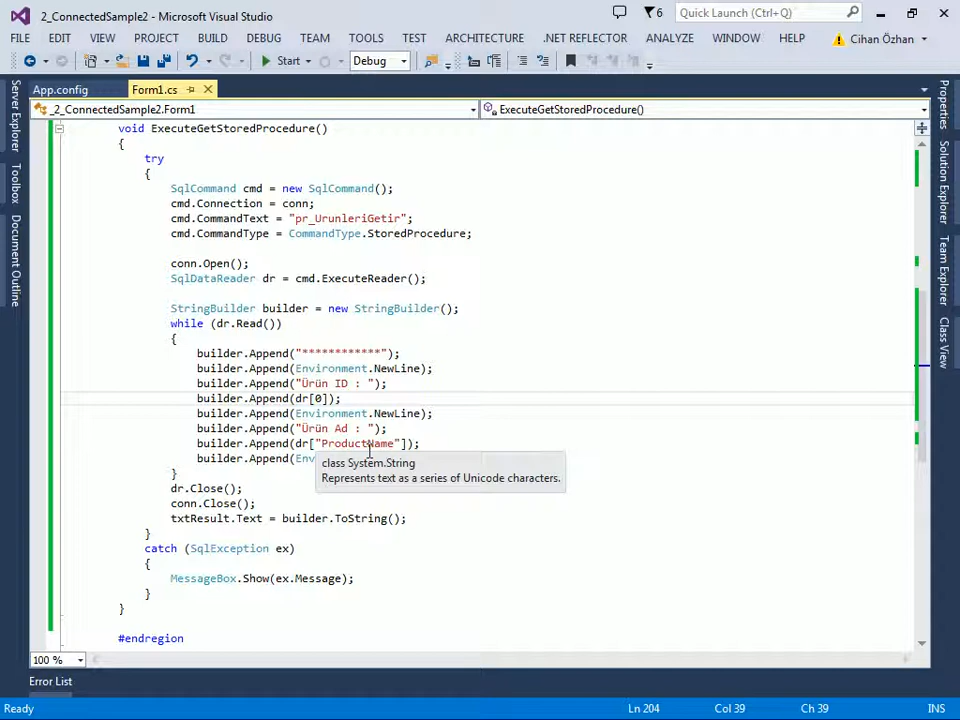 2_ConnectedSample2 - Microsoft Visual Studio
6
Quick Launch (Ctrl+Q)
FILE EDIT VIEW PROJECT BUILD DEBUG TEAM TOOLS TEST ARCHITECTURE .NET REFLECTOR ANALYZE WINDOW HELP Cihan Özhan
Start Debug
App.config Form1.cs
_2_ConnectedSample2.Form1 ExecuteGetStoredProcedure()
Server Explorer
Toolbox
Document Outline
void ExecuteGetStoredProcedure()
{
try
{
SqlCommand cmd = new SqlCommand();
cmd.Connection = conn;
cmd.CommandText = "pr_UrunleriGetir";
cmd.CommandType = CommandType.StoredProcedure;
conn.Open();
SqlDataReader dr = cmd.ExecuteReader();
StringBuilder builder = new StringBuilder();
while (dr.Read())
{
builder.Append("************");
builder.Append(Environment.NewLine);
builder.Append("Ürün ID : ");
builder.Append(dr[0]);
builder.Append(Environment.NewLine);
builder.Append("Ürün Ad : ");
builder.Append(dr["ProductName"]);
builder.Append(Env
class System.String
Represents text as a series of Unicode characters.
}
dr.Close();
conn.Close();
txtResult.Text = builder.ToString();
}
catch (SqlException ex)
{
MessageBox.Show(ex.Message);
}
}
#endregion
Properties
Solution Explorer
Team Explorer
Class View
100 %
Error List
Ready Ln 204 Col 39 Ch 39 INS